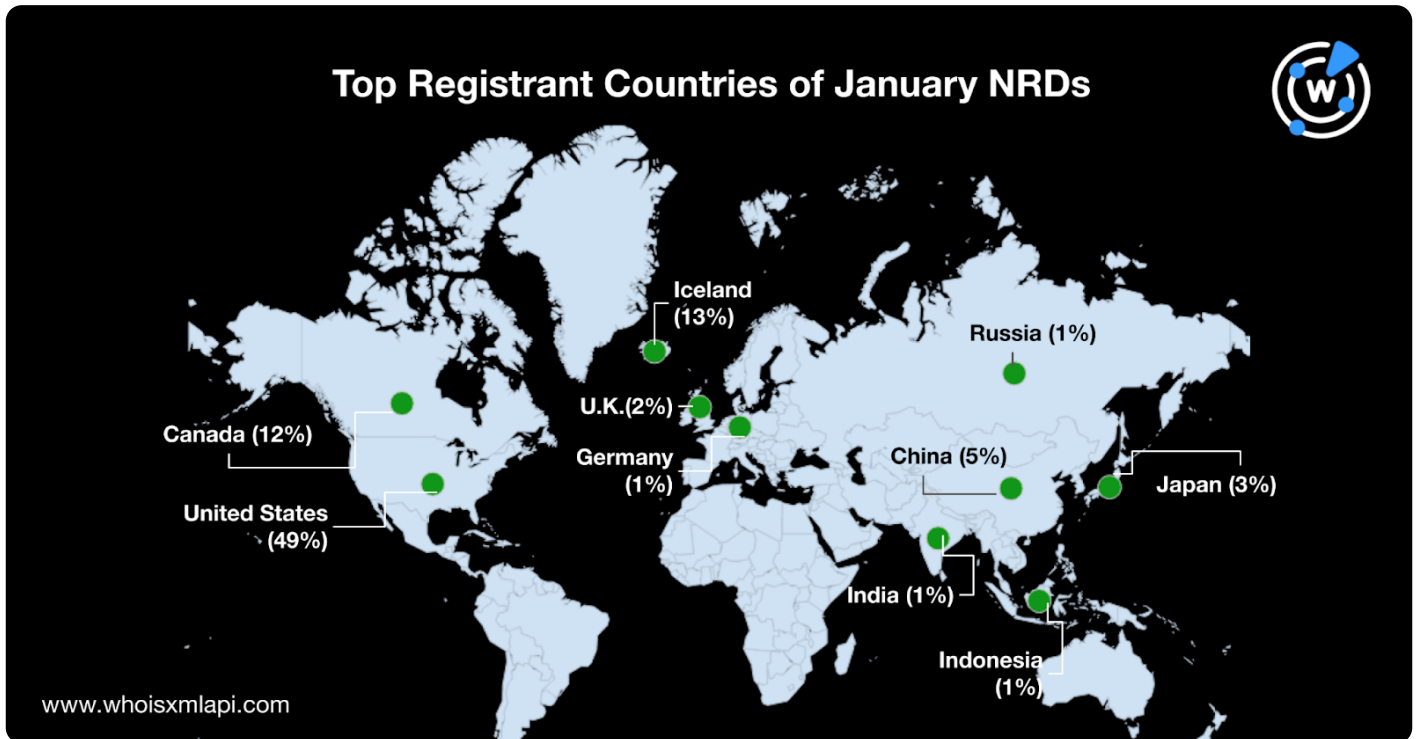 Top Registrant Countries of January NRDs
W
Iceland
(13%)
Russia (1%)
U.K.(2%)
Canada (12%)
Germany
(1%)
China (5%)
Japan (3%)
United States
(49%)
India (1%)
Indonesia
(1%)
www.whoisxmlapi.com